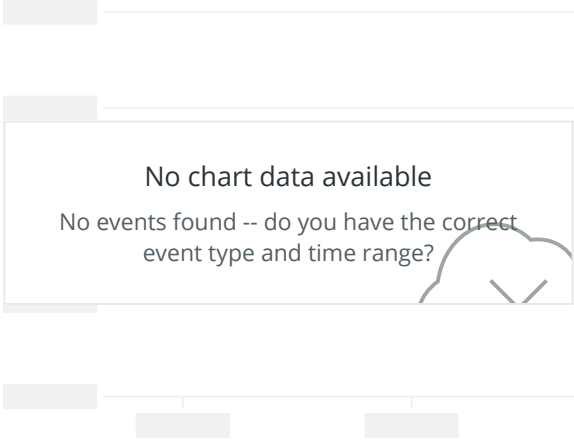 No chart data available
No events found -- do you have the correct
event type and time range?